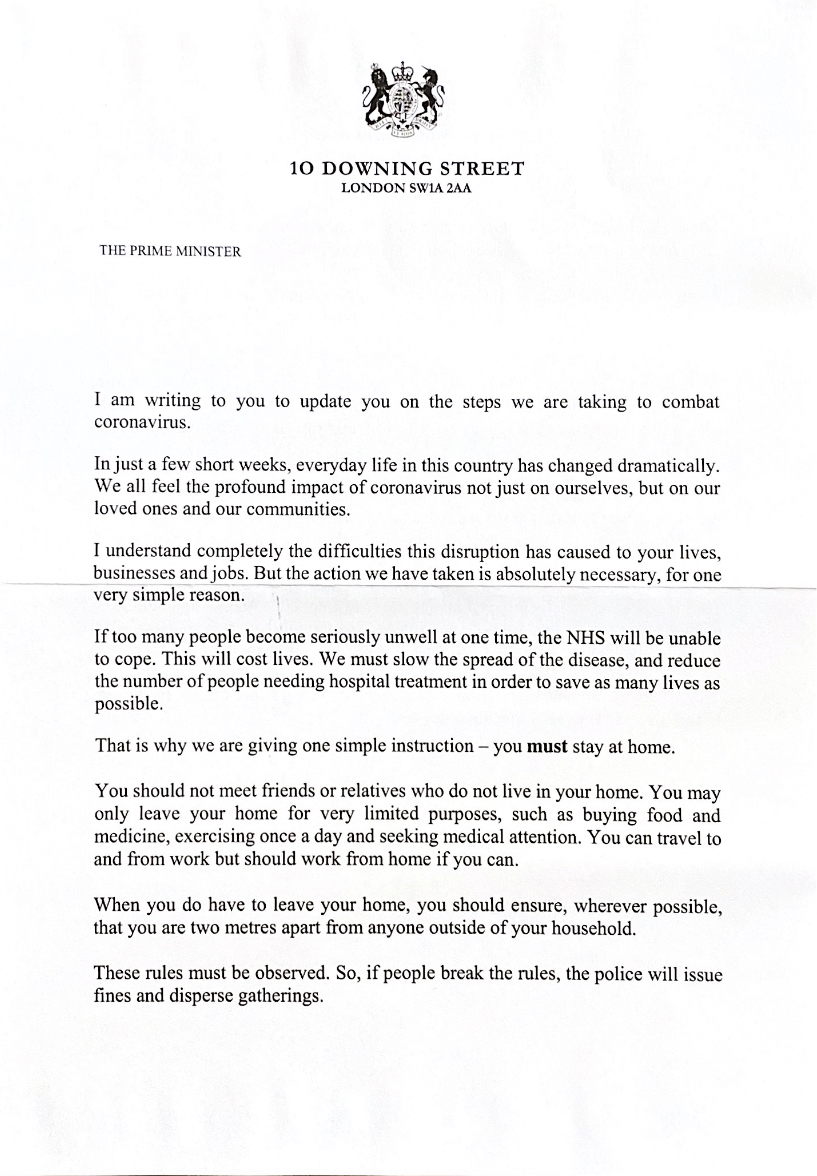 10 DOWNING STREET
LONDON SW1A 2AA
THE PRIME MINISTER
I am writing to you to update you on the steps we are taking to combat
coronavirus.
In just a few short weeks, everyday life in this country has changed dramatically.
We all feel the profound impact of coronavirus not just on ourselves, but on our
loved ones and our communities.
I understand completely the difficulties this disruption has caused to your lives,
businesses and jobs. But the action we have taken is absolutely necessary, for one
very simple reason.
If too many people become seriously unwell at one time, the NHS will be unable
to cope. This will cost lives. We must slow the spread of the disease, and reduce
the number of people needing hospital treatment in order to save as many lives as
possible.
That is why we are giving one simple instruction – you must stay at home.
You should not meet friends or relatives who do not live in your home. You may
only leave your home for very limited purposes, such as buying food and
medicine, exercising once a day and seeking medical attention. You can travel to
and from work but should work from home if you can.
When you do have to leave your home, you should ensure, wherever possible,
that you are two metres apart from anyone outside of your household.
These rules must be observed. So, if people break the rules, the police will issue
fines and disperse gatherings.